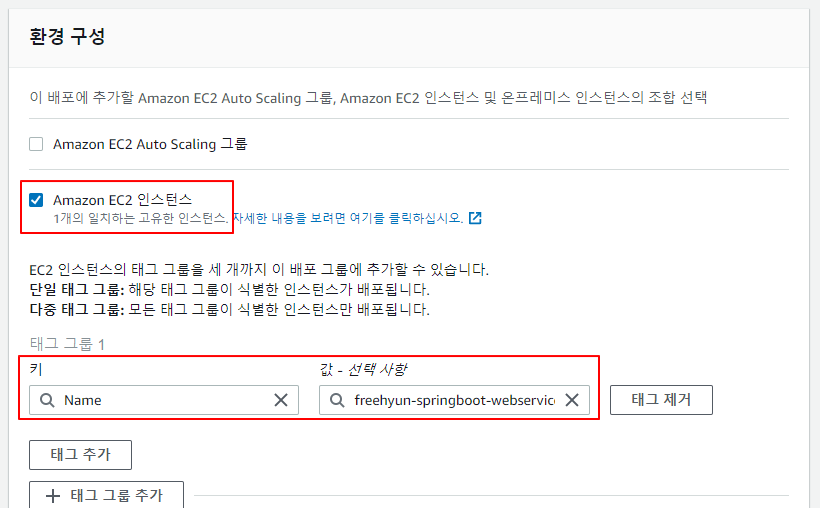 환경 구성
이 배포에 추가할 Amazon EC2 Auto Scaling 그룹, Amazon EC2 인스턴스 및 온프레미스 인스턴스의 조합 선택
Amazon EC2 Auto Scaling 그룹
Amazon EC2 인스턴스
1개의 일치하는 고유한 인스턴스. 자세한 내용을 보려면 여기를 클릭하십시오.
EC2 인스턴스의 태그 그룹을 세 개까지 이 배포 그룹에 추가할 수 있습니다.
단일 태그 그룹: 해당 태그 그룹이 식별한 인스턴스가 배포됩니다.
다중 태그 그룹: 모든 태그 그룹이 식별한 인스턴스만 배포됩니다.
태그 그룹 1
키 값 - 선택 사항
Name freehyun-springboot-webservic 태그 제거
태그 추가
태그 그룹 추가